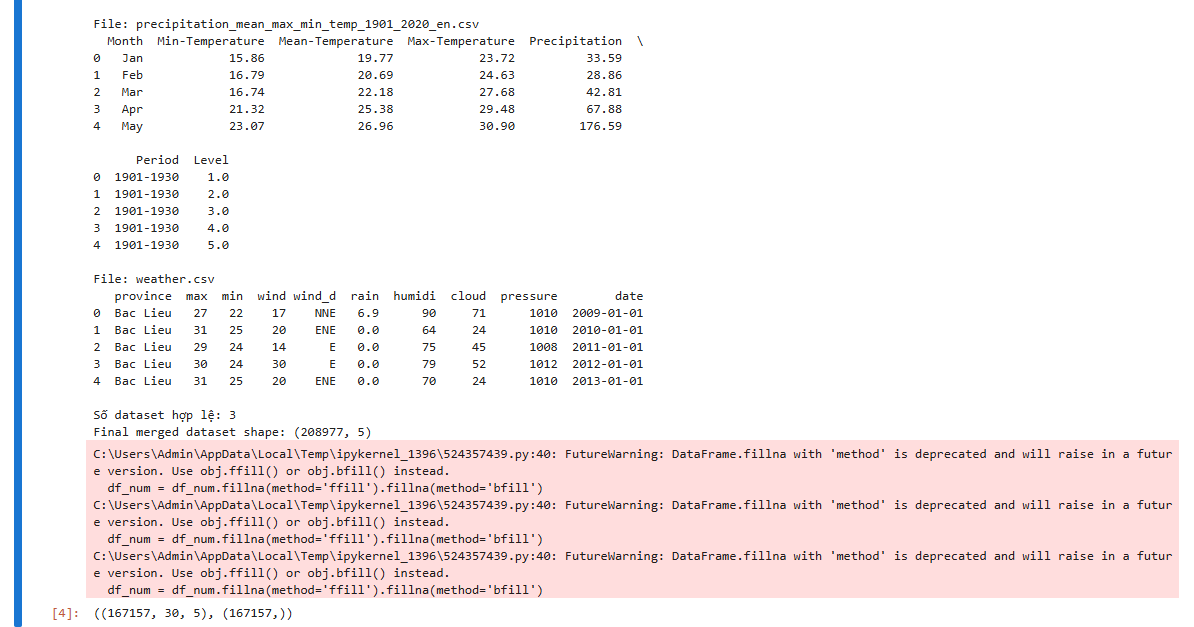 File: precipitation_mean_max_min_temp_1901_2020_en.csv
  Month  Min-Temperature  Mean-Temperature  Max-Temperature  Precipitation  \
0   Jan            15.86             19.77            23.72          33.59
1   Feb            16.79             20.69            24.63          28.86
2   Mar            16.74             22.18            27.68          42.81
3   Apr            21.32             25.38            29.48          67.88
4   May            23.07             26.96            30.90         176.59
      Period  Level
0  1901-1930    1.0
1  1901-1930    2.0
2  1901-1930    3.0
3  1901-1930    4.0
4  1901-1930    5.0
File: weather.csv
   province  max  min  wind wind_d  rain  humidi  cloud  pressure        date
0  Bac Lieu   27   22    17    NNE   6.9      90     71      1010  2009-01-01
1  Bac Lieu   31   25    20    ENE   0.0      64     24      1010  2010-01-01
2  Bac Lieu   29   24    14      E   0.0      75     45      1008  2011-01-01
3  Bac Lieu   30   24    30      E   0.0      79     52      1012  2012-01-01
4  Bac Lieu   31   25    20    ENE   0.0      70     24      1010  2013-01-01
Số dataset hợp lệ: 3
Final merged dataset shape: (208977, 5)
C:\Users\Admin\AppData\Local\Temp\ipykernel_1396\524357439.py:40: FutureWarning: DataFrame.fillna with 'method' is deprecated and will raise in a futur
e version. Use obj.ffill() or obj.bfill() instead.
  df_num = df_num.fillna(method='ffill').fillna(method='bfill')
C:\Users\Admin\AppData\Local\Temp\ipykernel_1396\524357439.py:40: FutureWarning: DataFrame.fillna with 'method' is deprecated and will raise in a futur
e version. Use obj.ffill() or obj.bfill() instead.
  df_num = df_num.fillna(method='ffill').fillna(method='bfill')
C:\Users\Admin\AppData\Local\Temp\ipykernel_1396\524357439.py:40: FutureWarning: DataFrame.fillna with 'method' is deprecated and will raise in a futur
e version. Use obj.ffill() or obj.bfill() instead.
  df_num = df_num.fillna(method='ffill').fillna(method='bfill')
[4]: ((167157, 30, 5), (167157,))